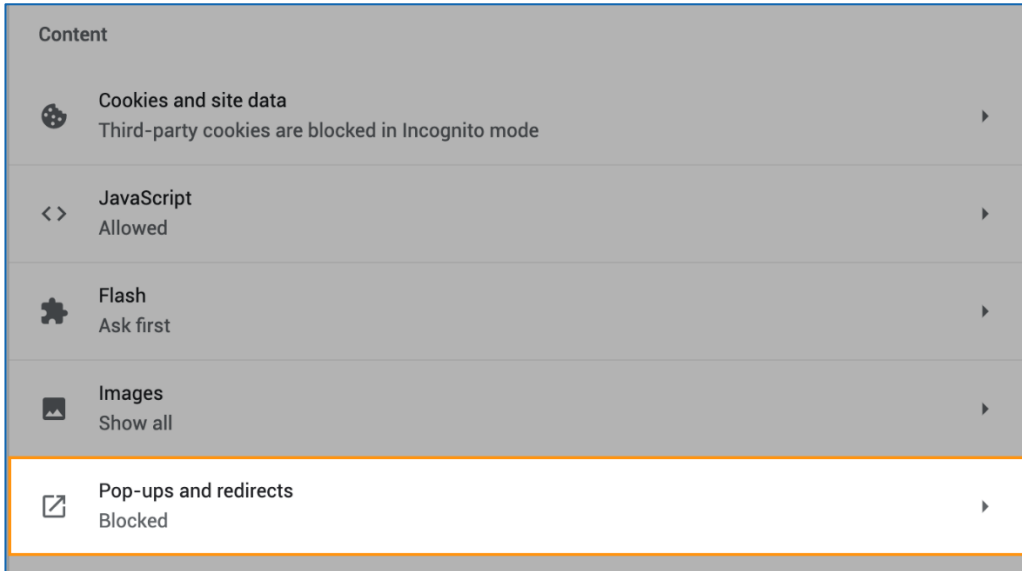 Content
Cookies and site data
Third-party cookies are blocked in Incognito mode
JavaScript
Allowed
Flash
Ask first
Images
Show all
Pop-ups and redirects
Blocked